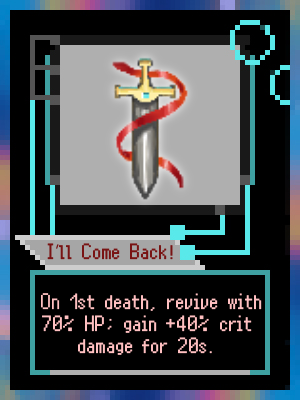 I'll Come Back!
On 1st death, revive with
70% HP; gain +40% crit
damage for 20s.